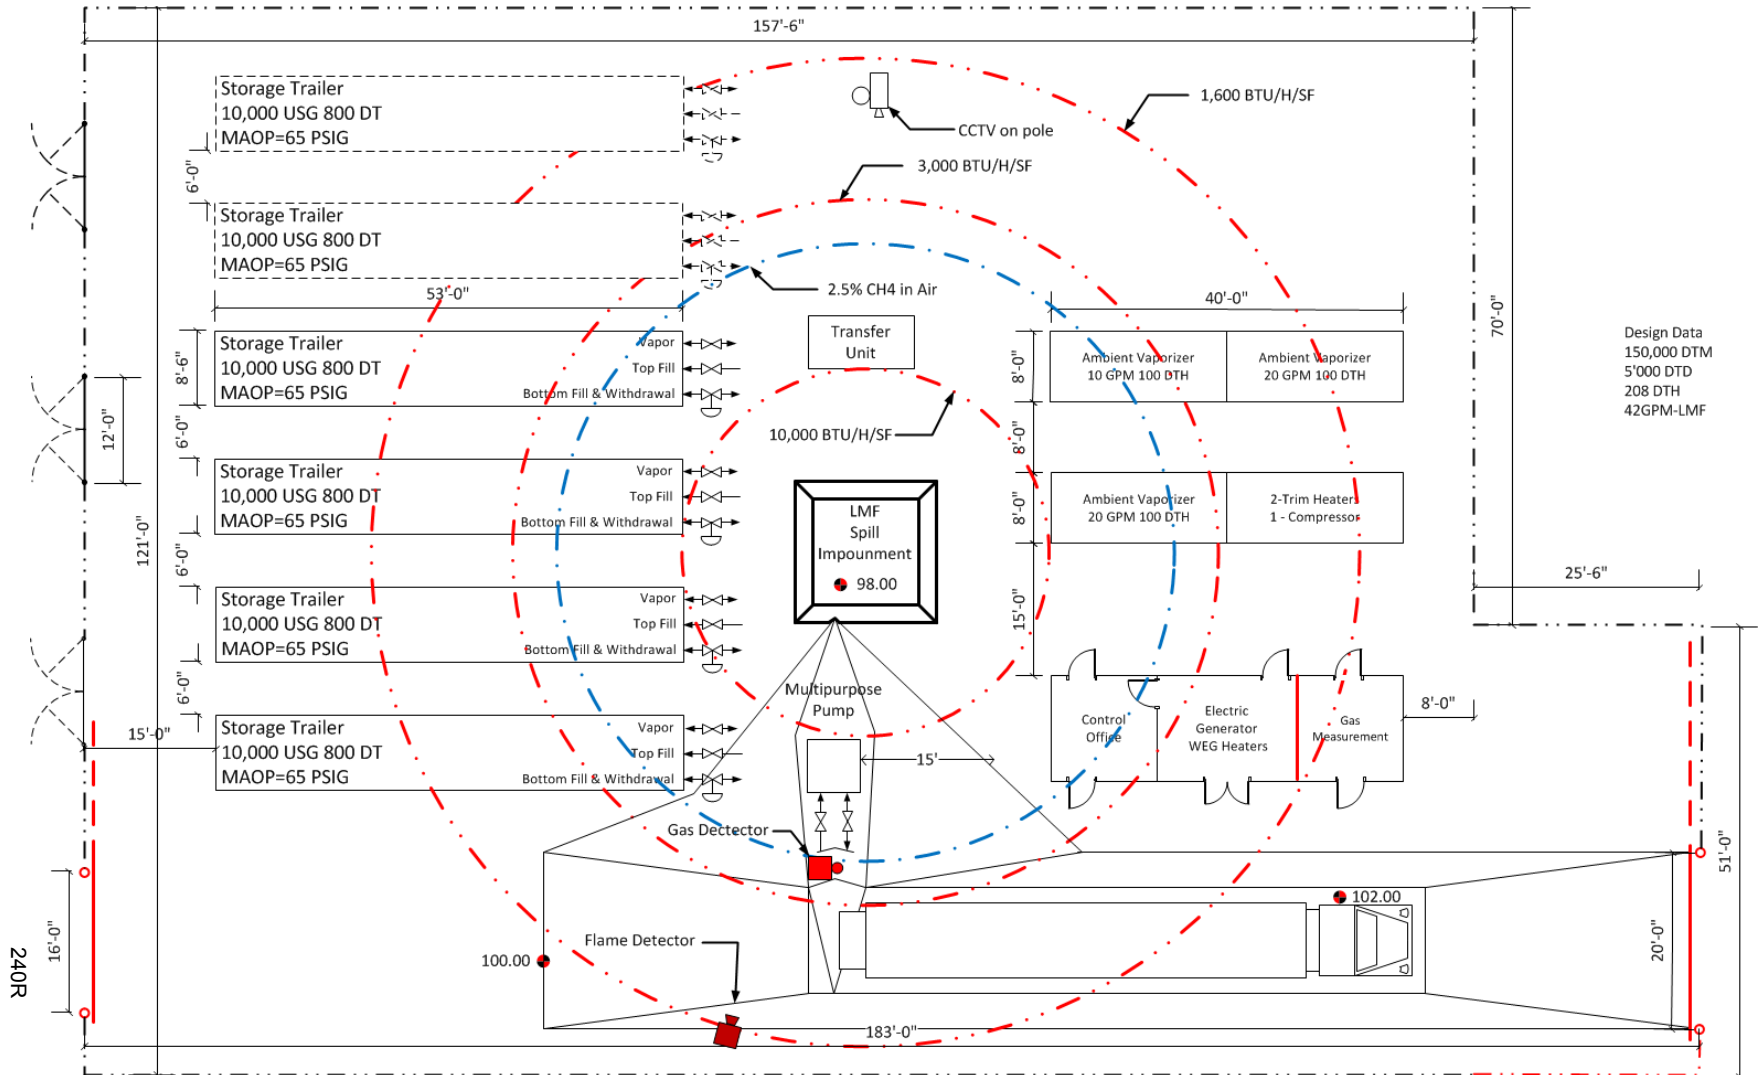 157'-6"
Storage Trailer
10,000 USG 800 DT
MAOP=65 PSIG
1,600 BTU/H/SF
CCTV on pole
3,000 BTU/H/SF
6'-0"
Storage Trailer
10,000 USG 800 DT
MAOP=65 PSIG
2.5% CH4 in Air
53'-0"
40'-0"
70'-0"
Storage Trailer
10,000 USG 800 DT
MAOP=65 PSIG
Vapor
Top Fill
Bottom Fill & Withdrawal
8'-6"
Transfer
Unit
8'-0"
Ambient Vaporizer
10 GPM 100 DTH
Ambient Vaporizer
20 GPM 100 DTH
Design Data
150,000 DTM
5'000 DTD
208 DTH
42GPM-LMF
12'-0"
6'-0"
10,000 BTU/H/SF
8'-0"
Storage Trailer
10,000 USG 800 DT
MAOP=65 PSIG
Vapor
Top Fill
Bottom Fill & Withdrawal
LMF
Spill
Impounment
98.00
8'-0"
Ambient Vaporizer
20 GPM 100 DTH
2-Trim Heaters
1 - Compressor
121'-0"
6'-0"
25'-6"
Storage Trailer
10,000 USG 800 DT
MAOP=65 PSIG
Vapor
Top Fill
Bottom Fill & Withdrawal
15'-0"
6'-0"
Multipurpose
Pump
15'-0"
Storage Trailer
10,000 USG 800 DT
MAOP=65 PSIG
Vapor
Top Fill
Bottom Fill & Withdrawal
15'
Control
Office
Electric
Generator
WEG Heaters
Gas
Measurement
8'-0"
Gas Dectector
51'-0"
102.00
16'-0"
Flame Detector
100.00
20'-0"
240R
183'-0"